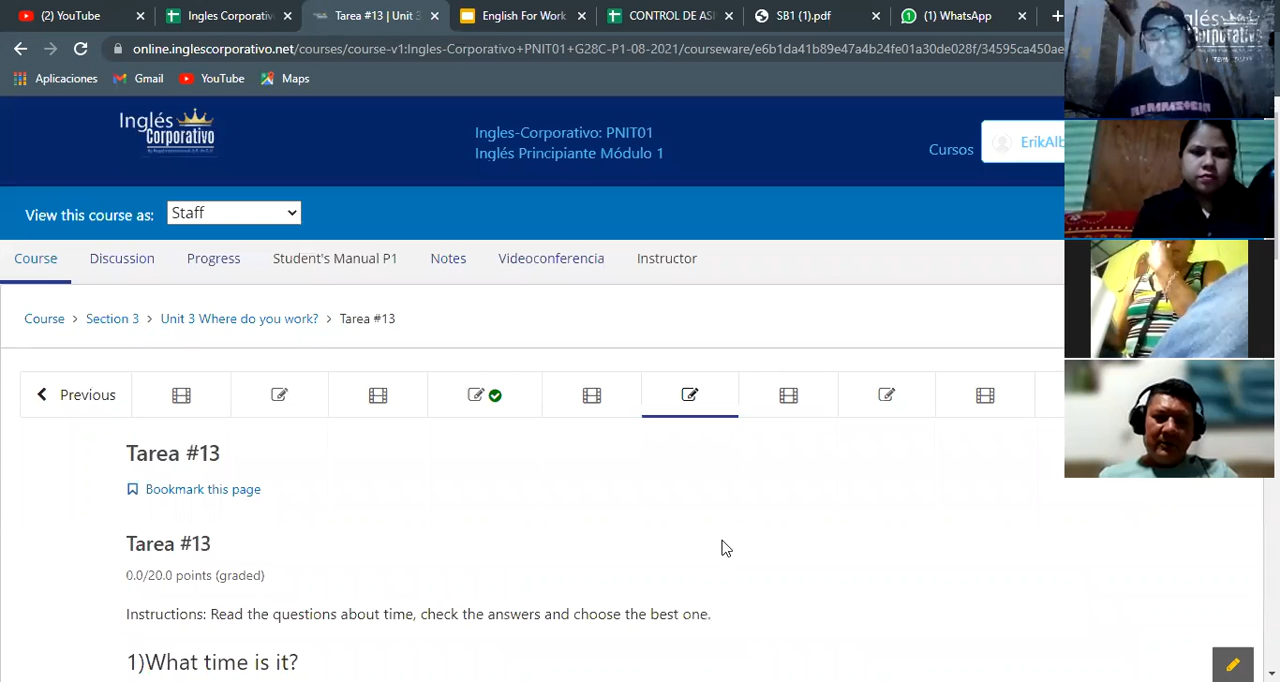 (2) YouTube
Ingles Corporativ
Tarea #13 | Unit 3
English For Work
CONTROL DE ASI
SB1 (1).pdf
(1) WhatsApp
online.inglescorporativo.net/courses/course-v1:Ingles-Corporativo+PNIT01+G28C-P1-08-2021/courseware/e6b1da41b89e47a4b24fe01a30de028f/34595ca450ae
Aplicaciones
Gmail
YouTube
Maps
Inglés
Corporativo
Ingles-Corporativo: PNIT01
Inglés Principiante Módulo 1
Cursos
ErikAlb
View this course as:
Staff
Course
Discussion
Progress
Student's Manual P1
Notes
Videoconferencia
Instructor
Course > Section 3 > Unit 3 Where do you work? > Tarea #13
Previous
Tarea #13
Bookmark this page
Tarea #13
0.0/20.0 points (graded)
Instructions: Read the questions about time, check the answers and choose the best one.
1)What time is it?
Inglés
Corporativo
RAMMSTEIN